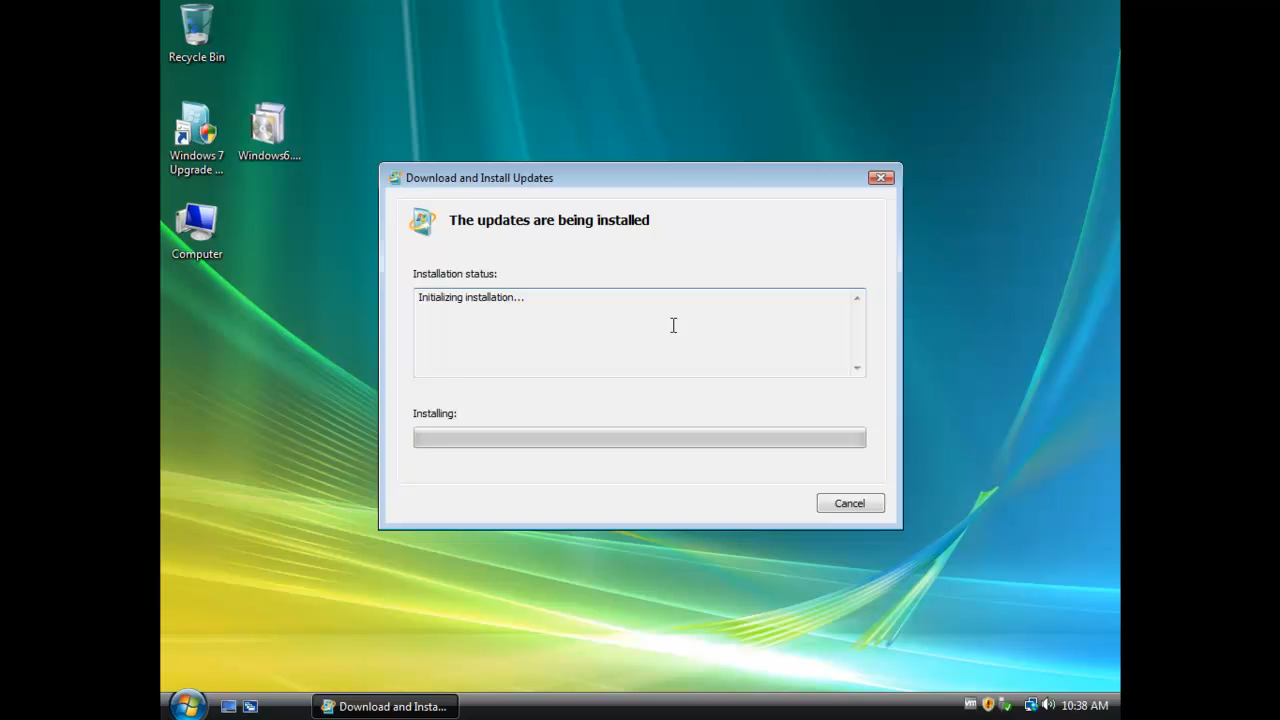 Recycle Bin
Windows 7
Upgrade ...
Windows6....
Computer
Download and Install Updates
The updates are being installed
Installation status:
Initializing installation...
Installing:
Cancel
Download and Insta...
10:38 AM